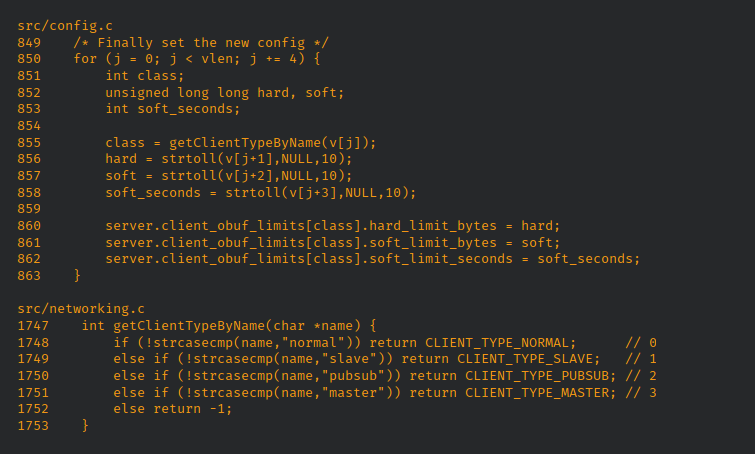 src/config.c
849    /* Finally set the new config */
850    for (j = 0; j < vlen; j += 4) {
851        int class;
852        unsigned long long hard, soft;
853        int soft_seconds;
854
855        class = getClientTypeByName(v[j]);
856        hard = strtoll(v[j+1],NULL,10);
857        soft = strtoll(v[j+2],NULL,10);
858        soft_seconds = strtoll(v[j+3],NULL,10);
859
860        server.client_obuf_limits[class].hard_limit_bytes = hard;
861        server.client_obuf_limits[class].soft_limit_bytes = soft;
862        server.client_obuf_limits[class].soft_limit_seconds = soft_seconds;
863    }

src/networking.c
1747    int getClientTypeByName(char *name) {
1748        if (!strcasecmp(name,"normal")) return CLIENT_TYPE_NORMAL;      // 0
1749        else if (!strcasecmp(name,"slave")) return CLIENT_TYPE_SLAVE;   // 1
1750        else if (!strcasecmp(name,"pubsub")) return CLIENT_TYPE_PUBSUB; // 2
1751        else if (!strcasecmp(name,"master")) return CLIENT_TYPE_MASTER; // 3
1752        else return -1;
1753    }